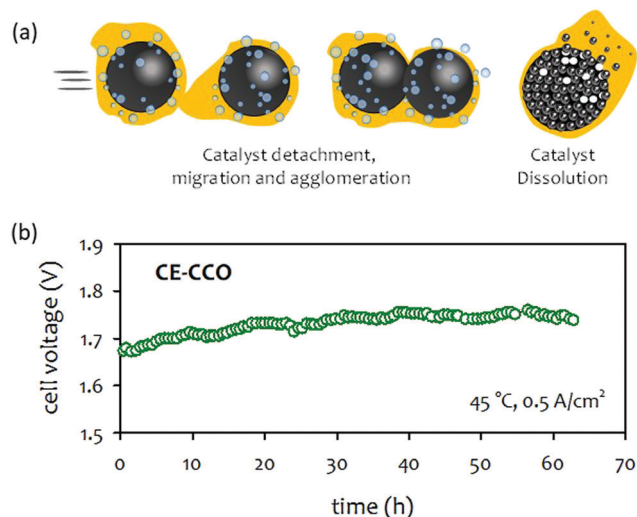 (a)
Catalyst detachment,
migration and agglomeration
Catalyst
Dissolution
(b)
CE-CCO
cell voltage (V)
1.9
1.8
1.7
1.6
1.5
45 °C, 0.5 A/cm²
0 10 20 30 40 50 60 70
time (h)